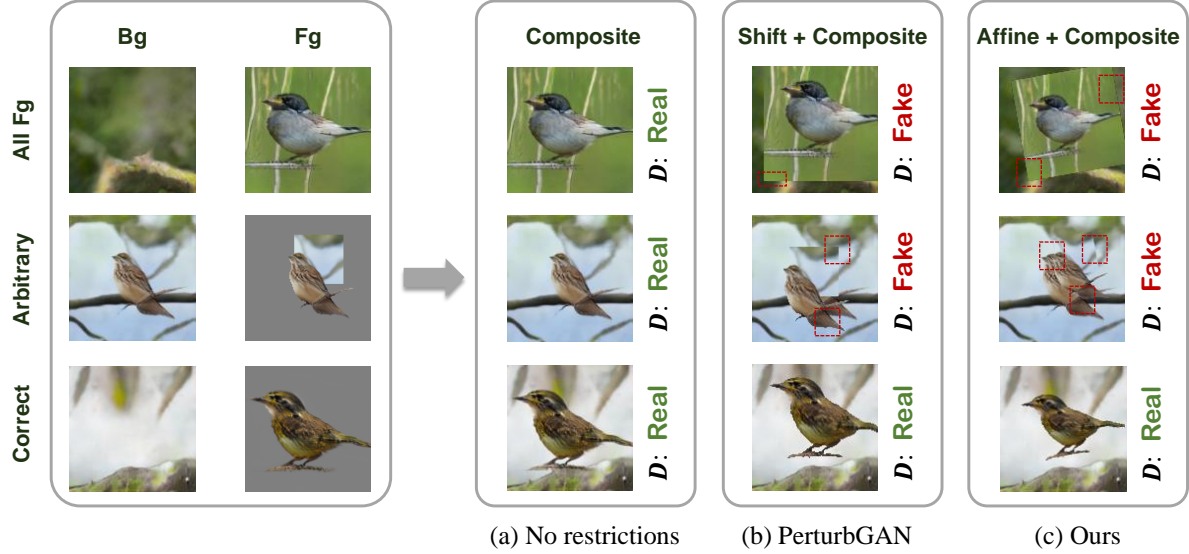 Bg Fg Composite Shift + Composite Affine + Composite
All Fg D: Real D: Fake D: Fake
Arbitrary D: Real D: Fake D: Fake
Correct D: Real D: Real D: Real
(a) No restrictions (b) PerturbGAN (c) Ours